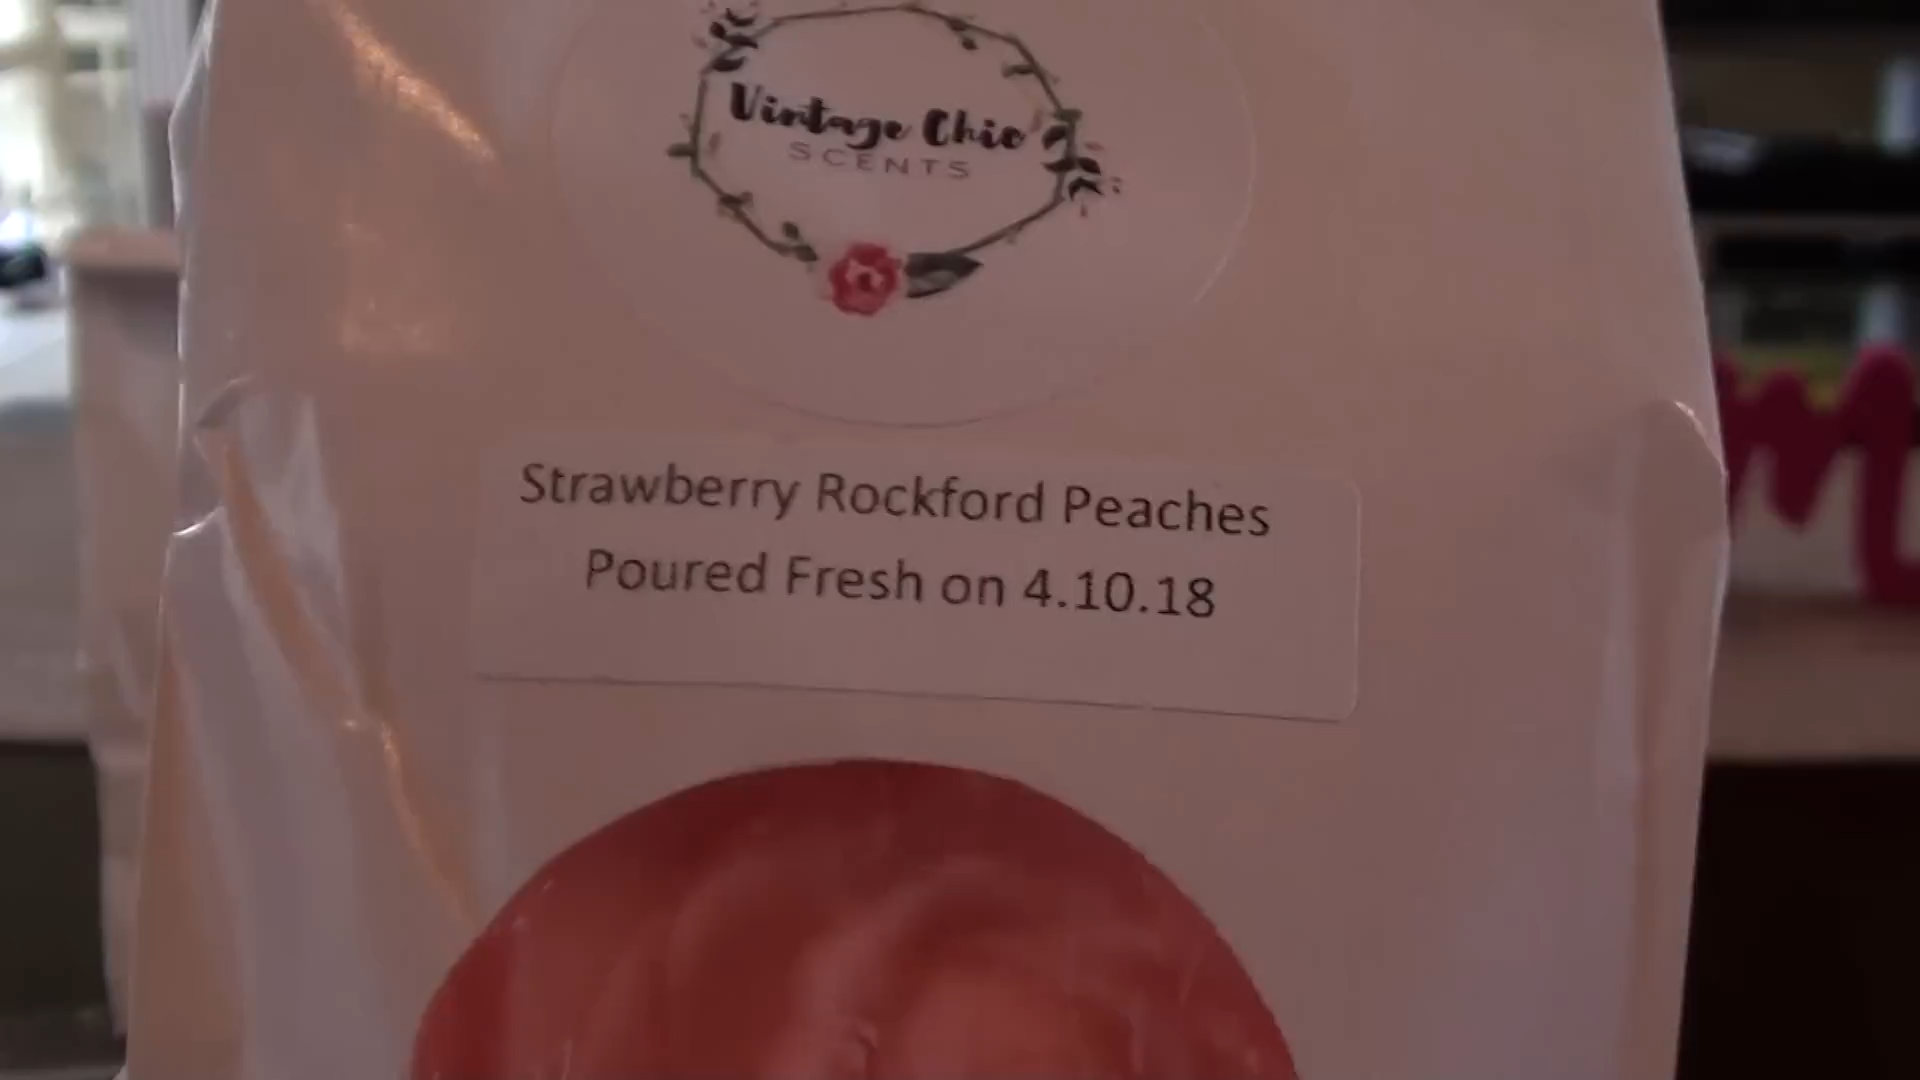 Vintage Chic
SCENTS
Strawberry Rockford Peaches
Poured Fresh on 4.10.18
m